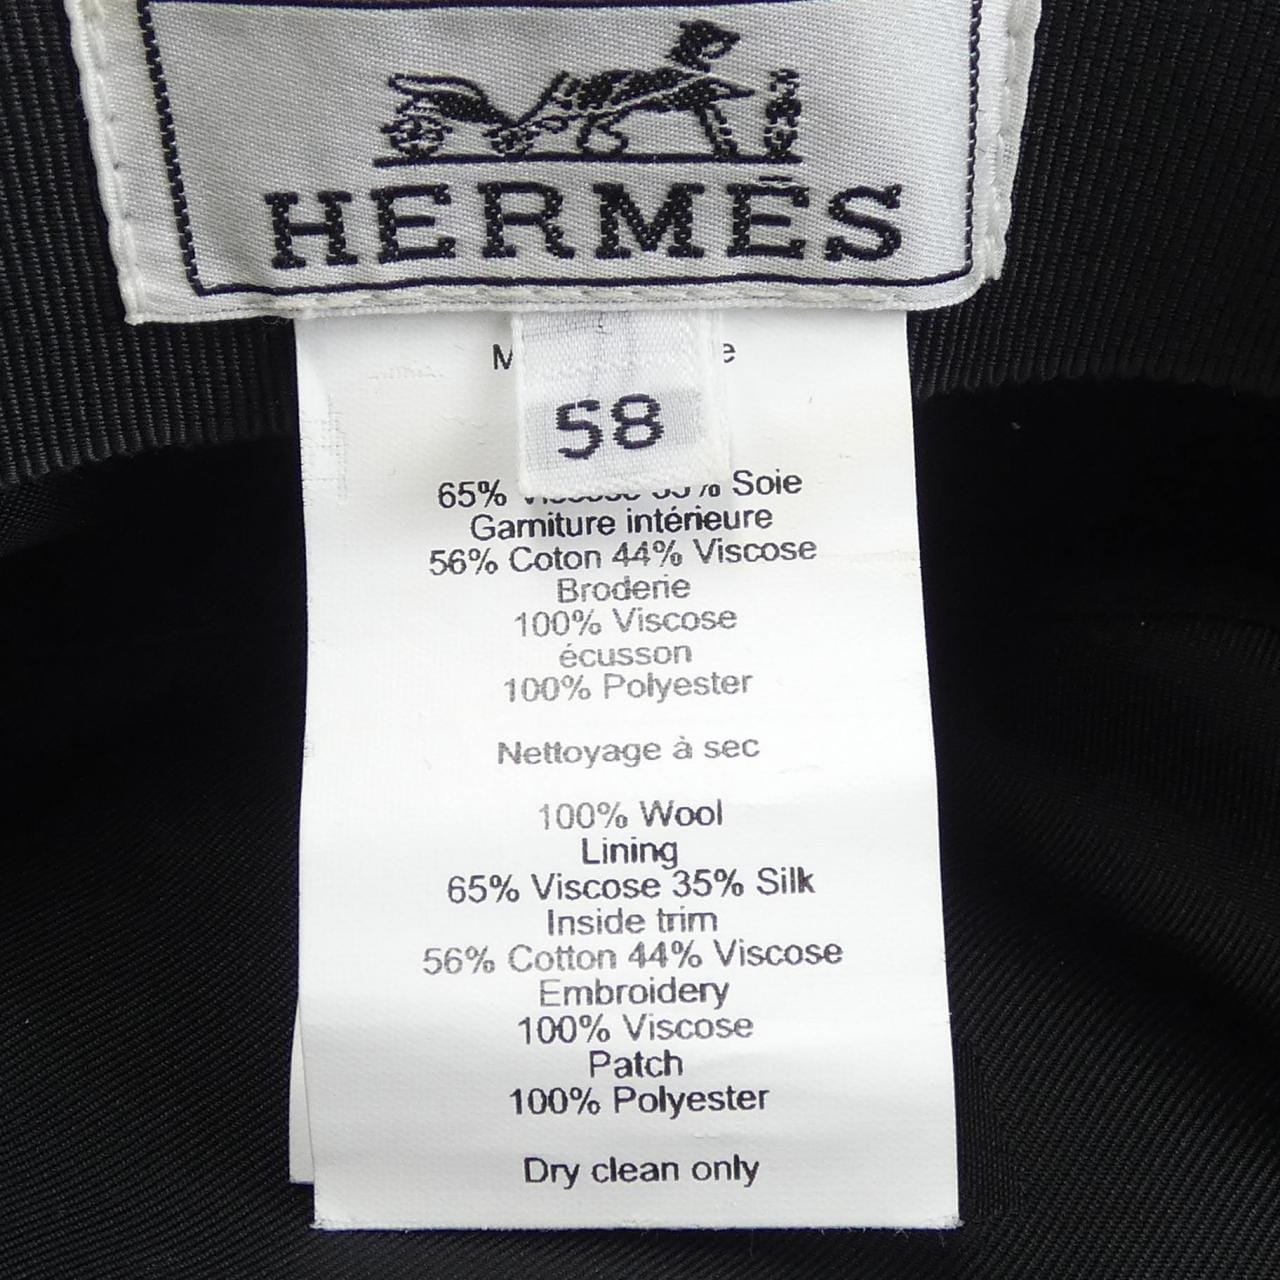 HERMÈS
58
65% % Soie
Garniture intérieure
56% Coton 44% Viscose
Broderie
100% Viscose
écusson
100% Polyester
Nettoyage à sec
100% Wool
Lining
65% Viscose 35% Silk
Inside trim
56% Cotton 44% Viscose
Embroidery
100% Viscose
Patch
100% Polyester
Dry clean only